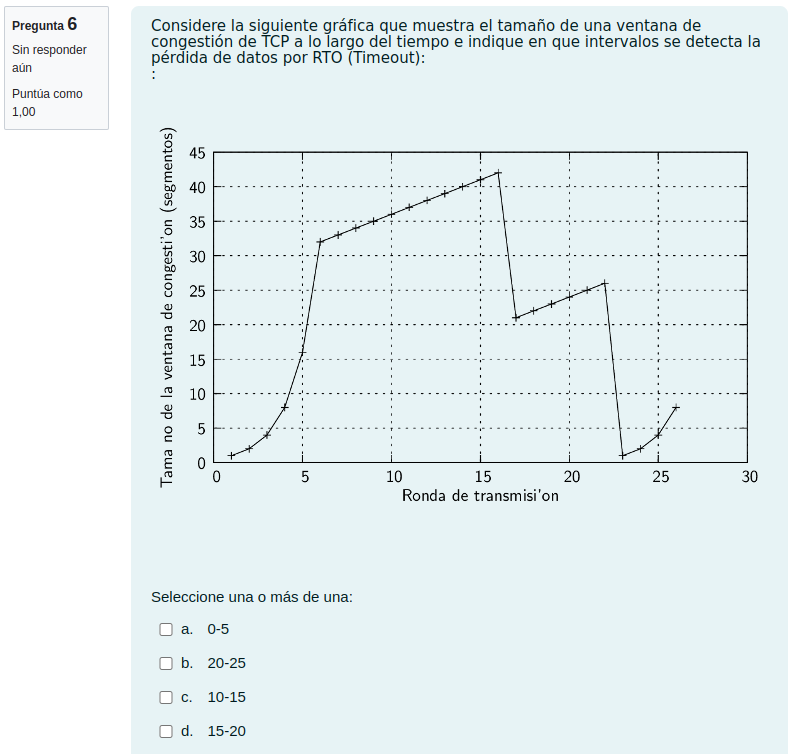 Pregunta 6
Sin responder
aún
Puntúa como
1,00
Considere la siguiente gráfica que muestra el tamaño de una ventana de
congestión de TCP a lo largo del tiempo e indique en que intervalos se detecta la
pérdida de datos por RTO (Timeout):
:
Tama no de la ventana de congesti'on (segmentos)
45
40
35
30
25
20
15
10
5
0
0 5 10 15 20 25 30
Ronda de transmisi'on
Seleccione una o más de una:
a. 0-5
b. 20-25
c. 10-15
d. 15-20